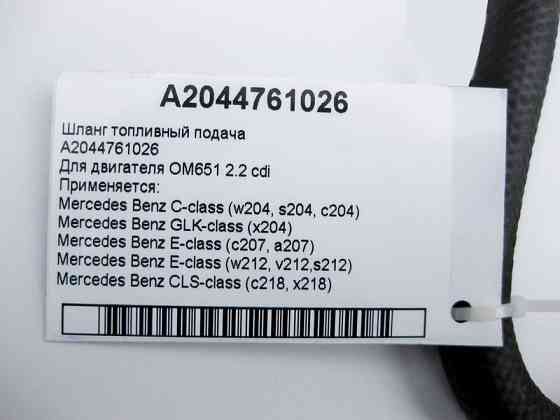 A2044761026
Шланг топливный подача
A2044761026
Для двигателя OM651 2.2 cdi
Применяется:
Mercedes Benz C-class (w204, s204, c204)
Mercedes Benz GLK-class (x204)
Mercedes Benz E-class (c207, a207)
Mercedes Benz E-class (w212, v212,s212)
Mercedes Benz CLS-class (c218, x218)